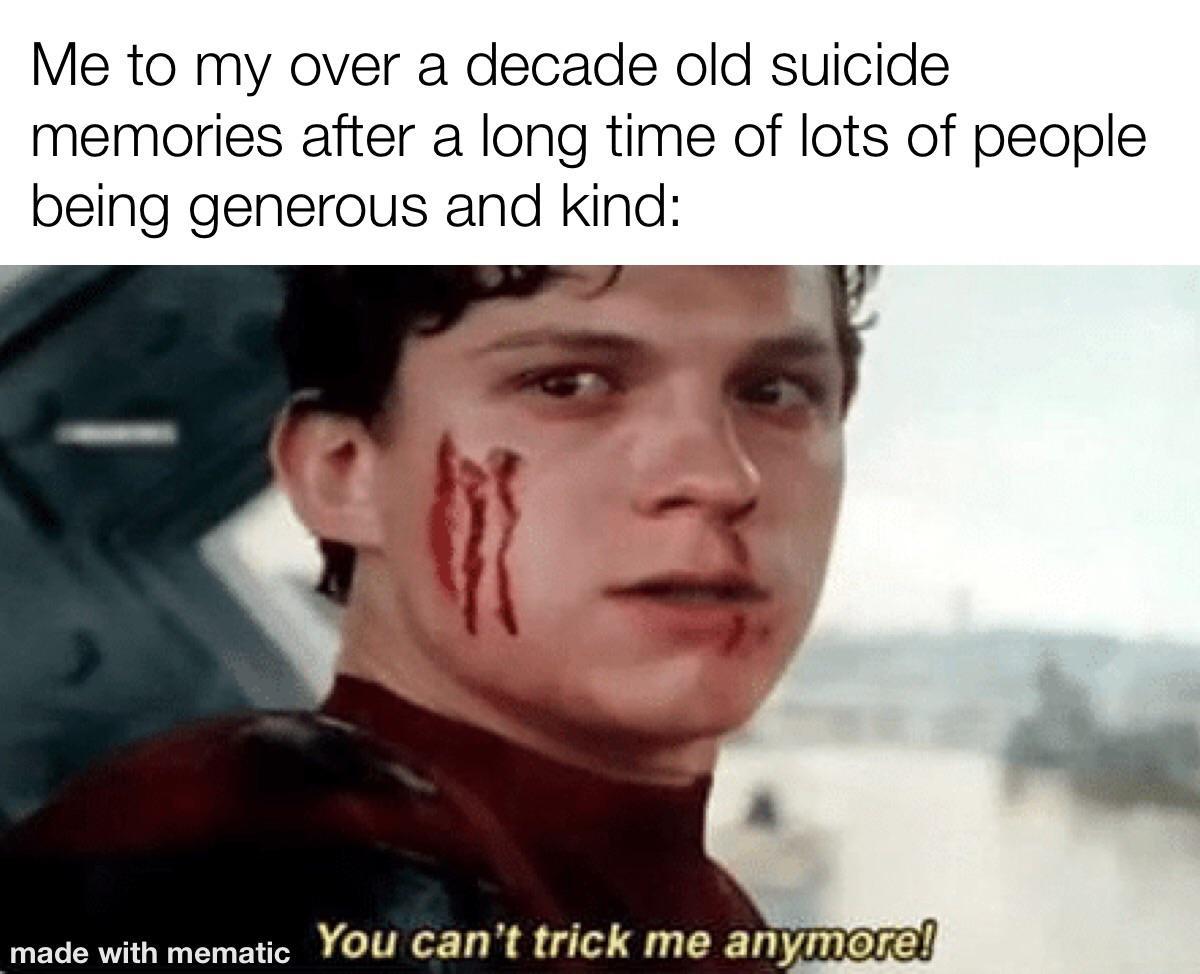 Me to my over a decade old suicide
memories after a long time of lots of people
being generous and kind:
You can't trick me anymore!
made with mematic